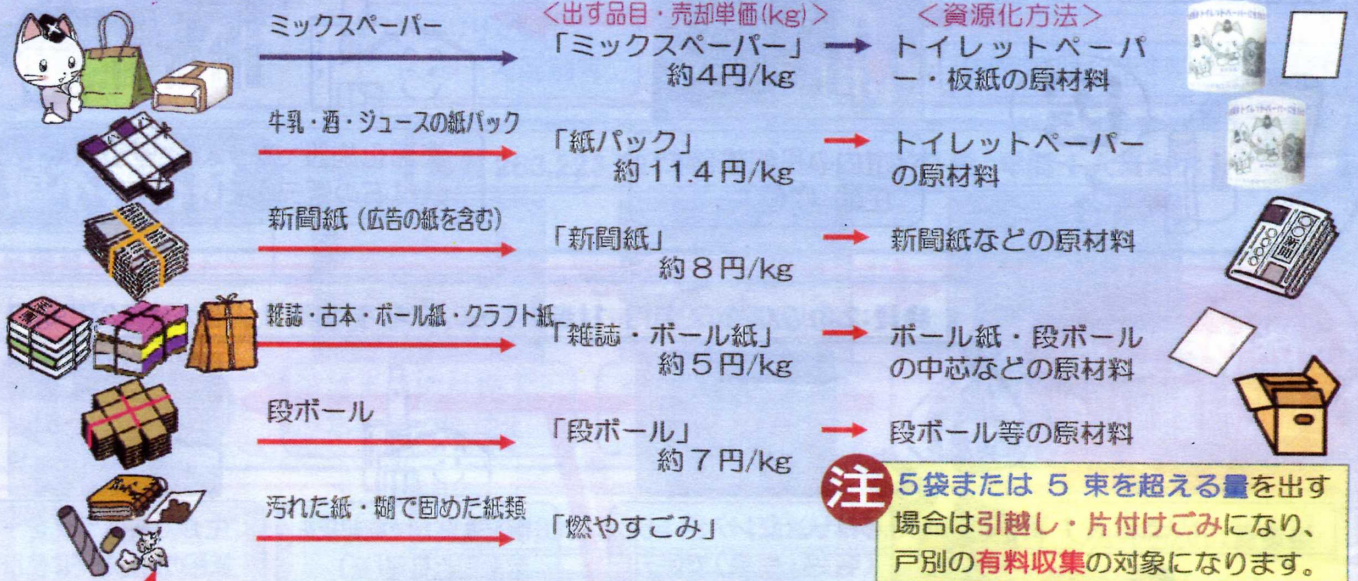 ＜出す品目・売却単価(kg)＞ ＜資源化方法＞
ミックスペーパー
「ミックスペーパー」
約4円/kg
トイレットペーパ
ー・板紙の原材料
牛乳・酒・ジュースの紙パック
「紙パック」
約 11.4 円/kg
トイレットペーパー
の原材料
新聞紙（広告の紙を含む）
「新聞紙」
約 8 円/kg
新聞紙などの原材料
雑誌・古本・ボール紙・クラフト紙
「雑誌・ボール紙」
約 5 円/kg
ボール紙・段ボール
の中芯などの原材料
段ボール
「段ボール」
約 7 円/kg
段ボール等の原材料
汚れた紙・糊で固めた紙類
「燃やすごみ」
注
5袋または 5 束を超える量を出す
場合は引越し・片付けごみになり、
戸別の有料収集の対象になります。